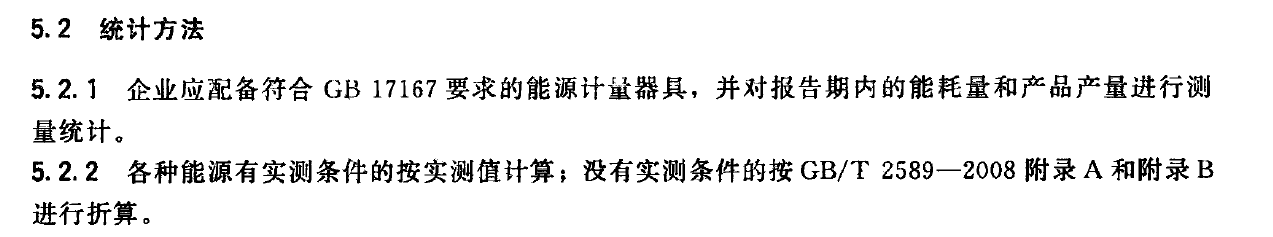 5.2 统计方法
5.2.1 企业应配备符合 GB 17167 要求的能源计量器具，并对报告期内的能耗量和产品产量进行测
量统计。
5.2.2 各种能源有实测条件的按实测值计算；没有实测条件的按 GB/T 2589—2008 附录 A 和附录 B
进行折算。